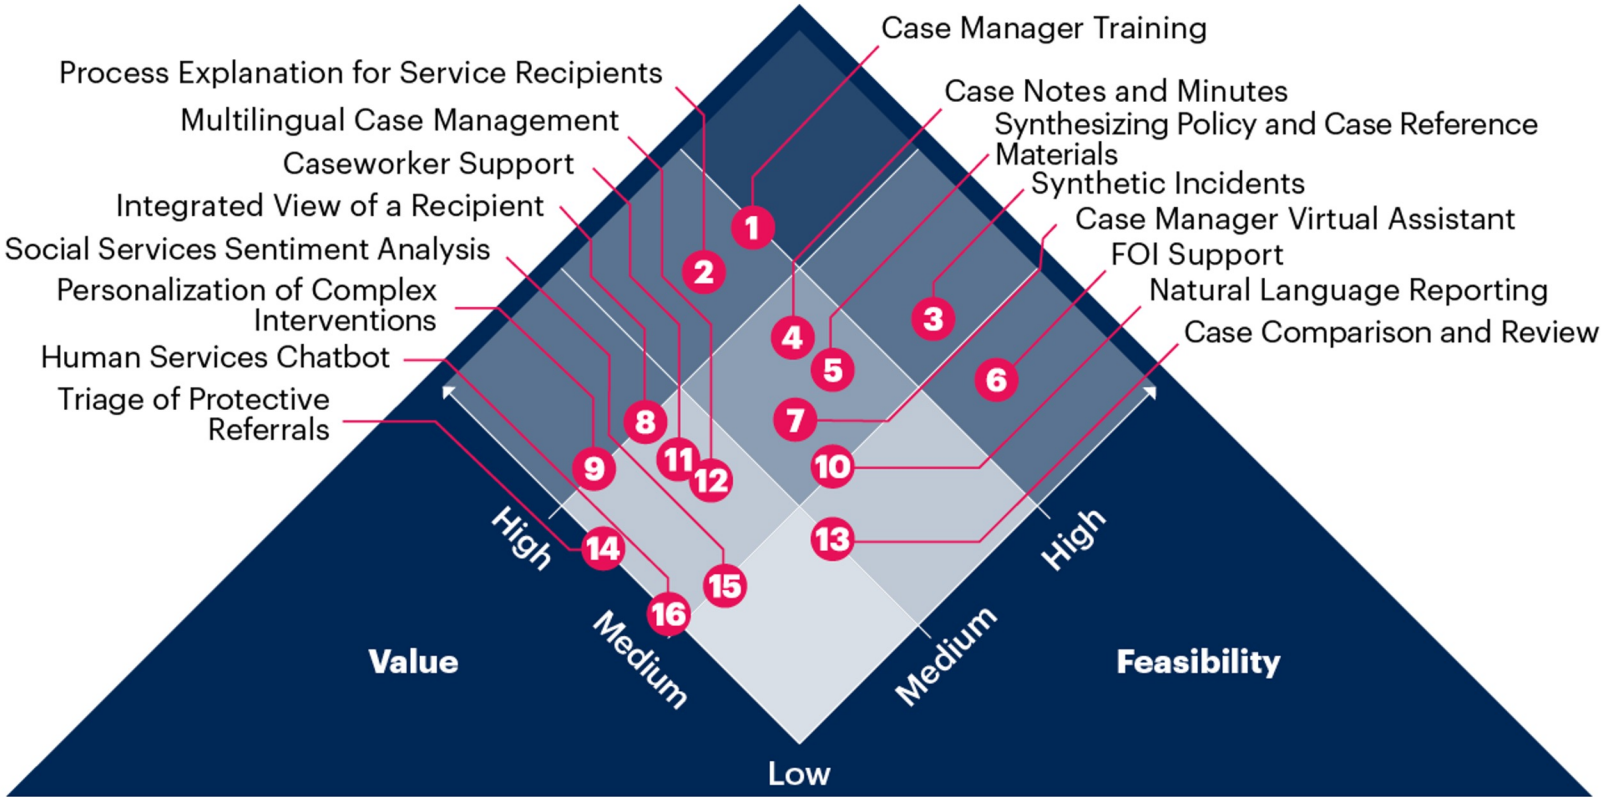 Case Manager Training
Process Explanation for Service Recipients
Case Notes and Minutes
Multilingual Case Management
Synthesizing Policy and Case Reference
Materials
Caseworker Support
Synthetic Incidents
Integrated View of a Recipient
Case Manager Virtual Assistant
Social Services Sentiment Analysis
FOI Support
Personalization of Complex
Interventions
Natural Language Reporting
Human Services Chatbot
Case Comparison and Review
Triage of Protective
Referrals
1
2
3
4
5
6
7
8
9
10
11
12
13
14
15
16
High
High
Medium
Medium
Value
Feasibility
Low